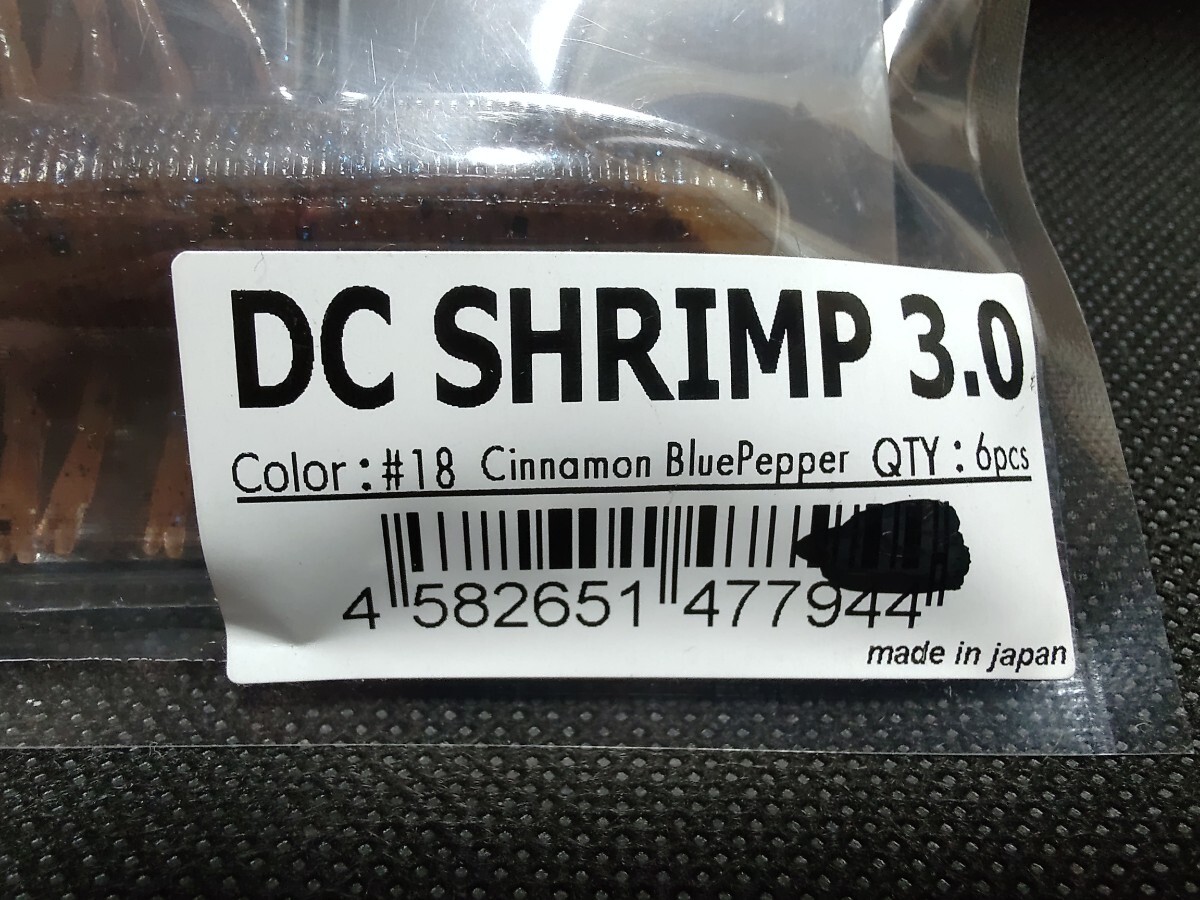 DC SHRIMP 3.0
Color : #18 Cinnamon BluePepper QTY : 6pcs
4 582651 477944
made in japan